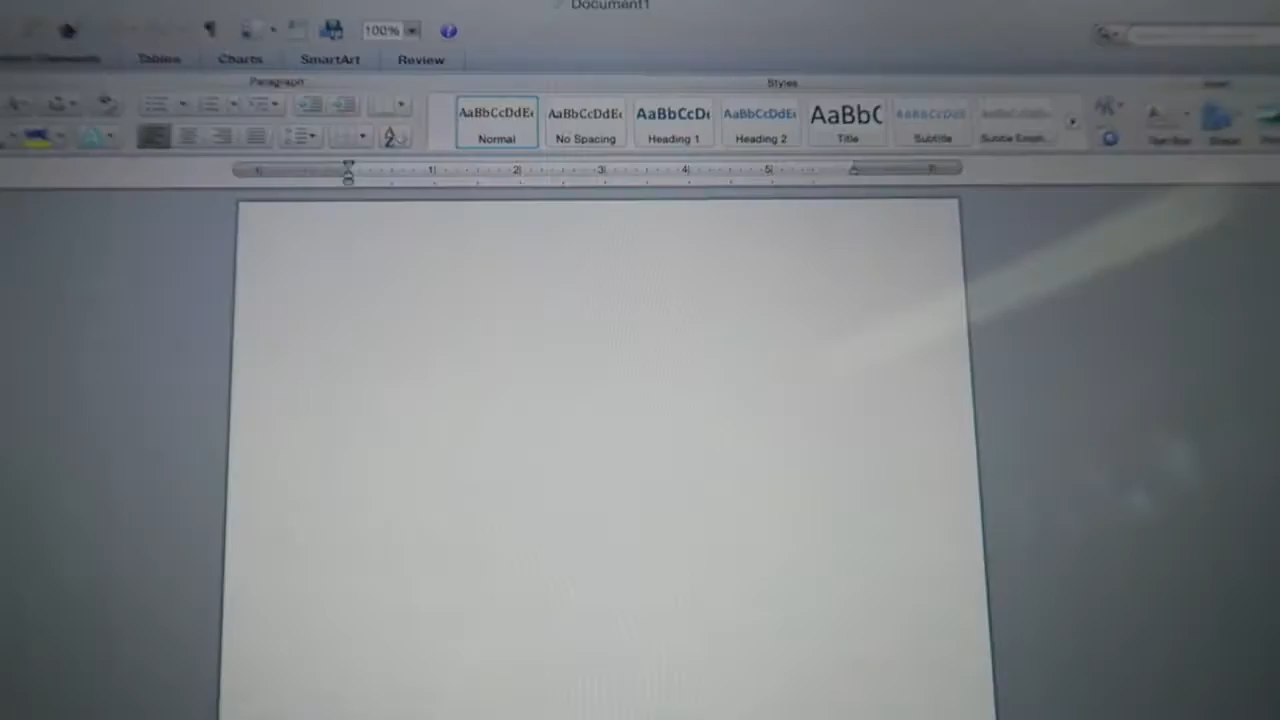 Document1
100%
Tables Charts SmartArt Review
Paragraph Styles
AaBbCcDdEe AaBbCcDdEe AaBbCcDe AaBbCcDdEe AaBbC AaBbCcDdE
Normal No Spacing Heading 1 Heading 2 Title Subtitle
1 2 3 4 5